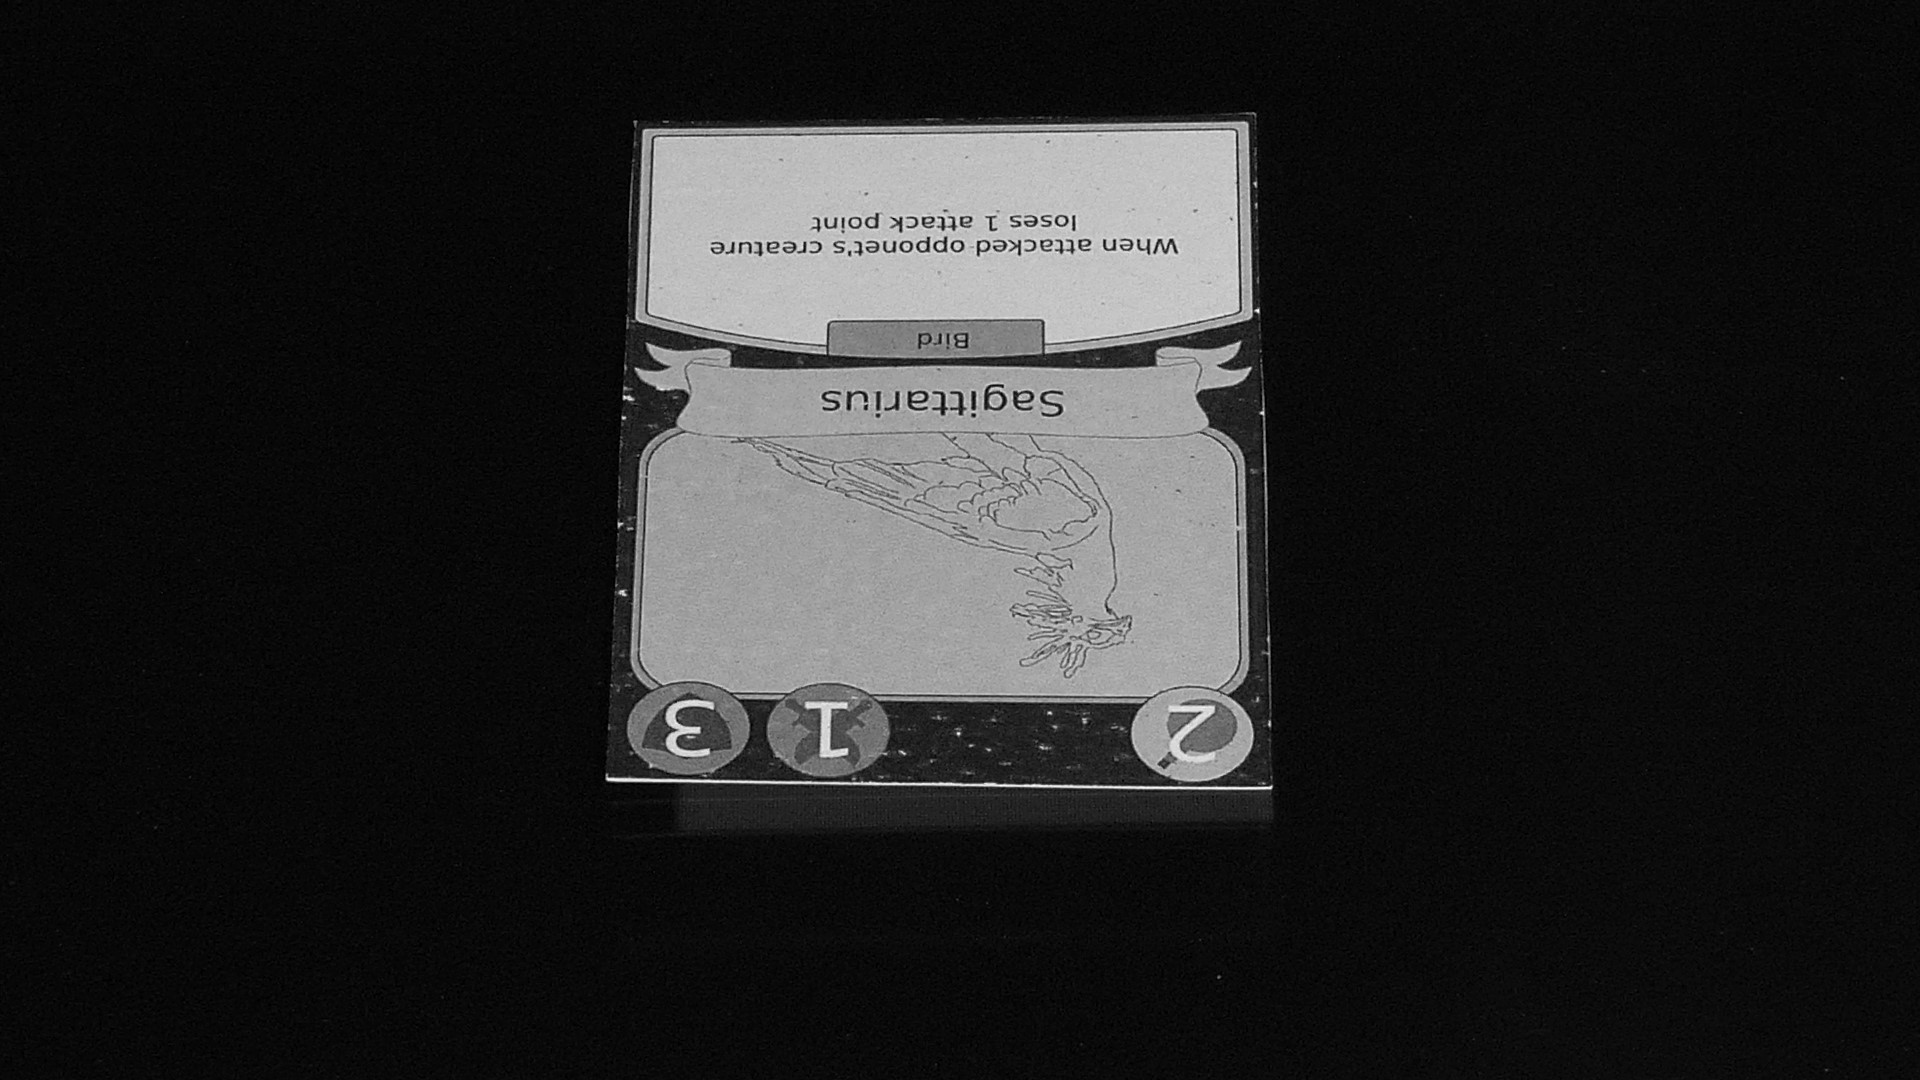 2 1 3
Sagittarius
Bird
When attacked opponet's creature
loses 1 attack point